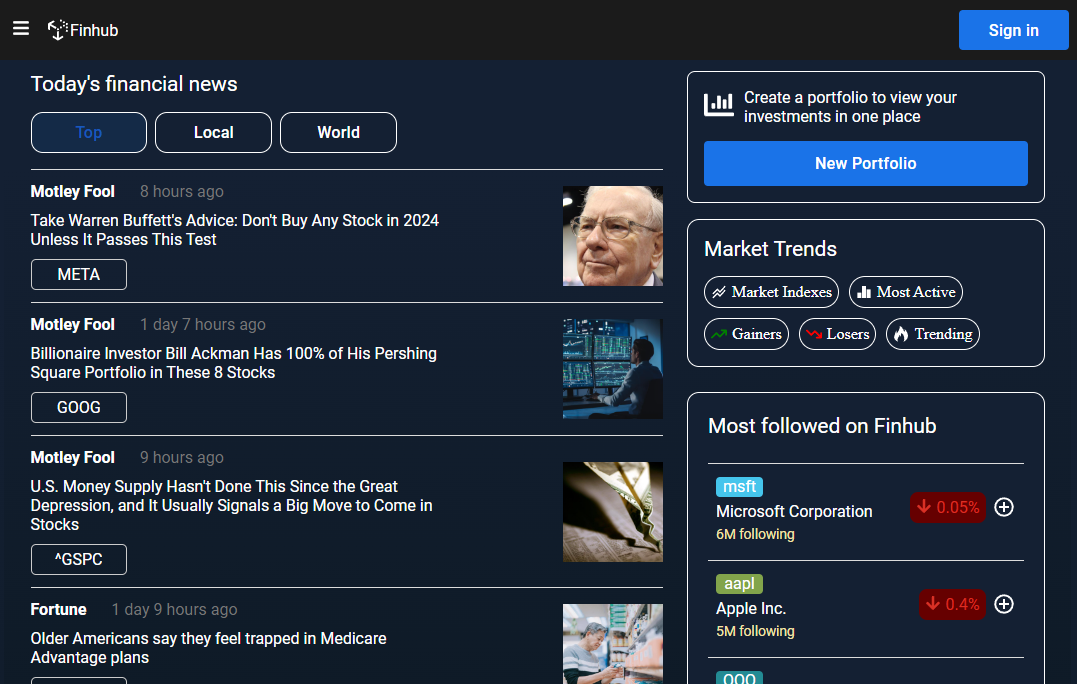 Finhub
Sign in
Today's financial news
Top
Local
World
Motley Fool 8 hours ago
Take Warren Buffett's Advice: Don't Buy Any Stock in 2024
Unless It Passes This Test
META
Motley Fool 1 day 7 hours ago
Billionaire Investor Bill Ackman Has 100% of His Pershing
Square Portfolio in These 8 Stocks
GOOG
Motley Fool 9 hours ago
U.S. Money Supply Hasn't Done This Since the Great
Depression, and It Usually Signals a Big Move to Come in
Stocks
^GSPC
Fortune 1 day 9 hours ago
Older Americans say they feel trapped in Medicare
Advantage plans
Create a portfolio to view your
investments in one place
New Portfolio
Market Trends
Market Indexes
Most Active
Gainers
Losers
Trending
Most followed on Finhub
msft
Microsoft Corporation
6M following
0.05%
aapl
Apple Inc.
5M following
0.4%